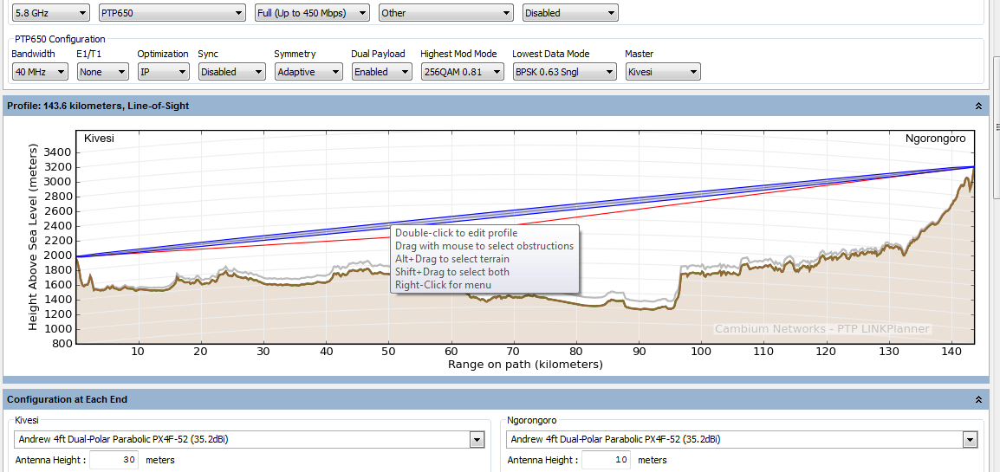 5.8 GHz PTP650 Full (Up to 450 Mbps) Other Disabled
PTP650 Configuration
Bandwidth E1/T1 Optimization Sync Symmetry Dual Payload Highest Mod Mode Lowest Data Mode Master
40 MHz None IP Disabled Adaptive Enabled 256QAM 0.81 BPSK 0.63 Sngl Kivesi
Profile: 143.6 kilometers, Line-of-Sight
Kivesi Ngorongoro
Height Above Sea Level (meters)
3400
3200
3000
2800
2600
2400
2200
2000
1800
1600
1400
1200
1000
800
Double-click to edit profile
Drag with mouse to select obstructions
Alt+Drag to select terrain
Shift+Drag to select both
Right-Click for menu
Cambium Networks - PTP LINKPlanner
10 20 30 40 50 60 70 80 90 100 110 120 130 140
Range on path (kilometers)
Configuration at Each End
Kivesi Ngorongoro
Andrew 4ft Dual-Polar Parabolic PX4F-52 (35.2dBi) Andrew 4ft Dual-Polar Parabolic PX4F-52 (35.2dBi)
Antenna Height : 30 meters Antenna Height : 10 meters